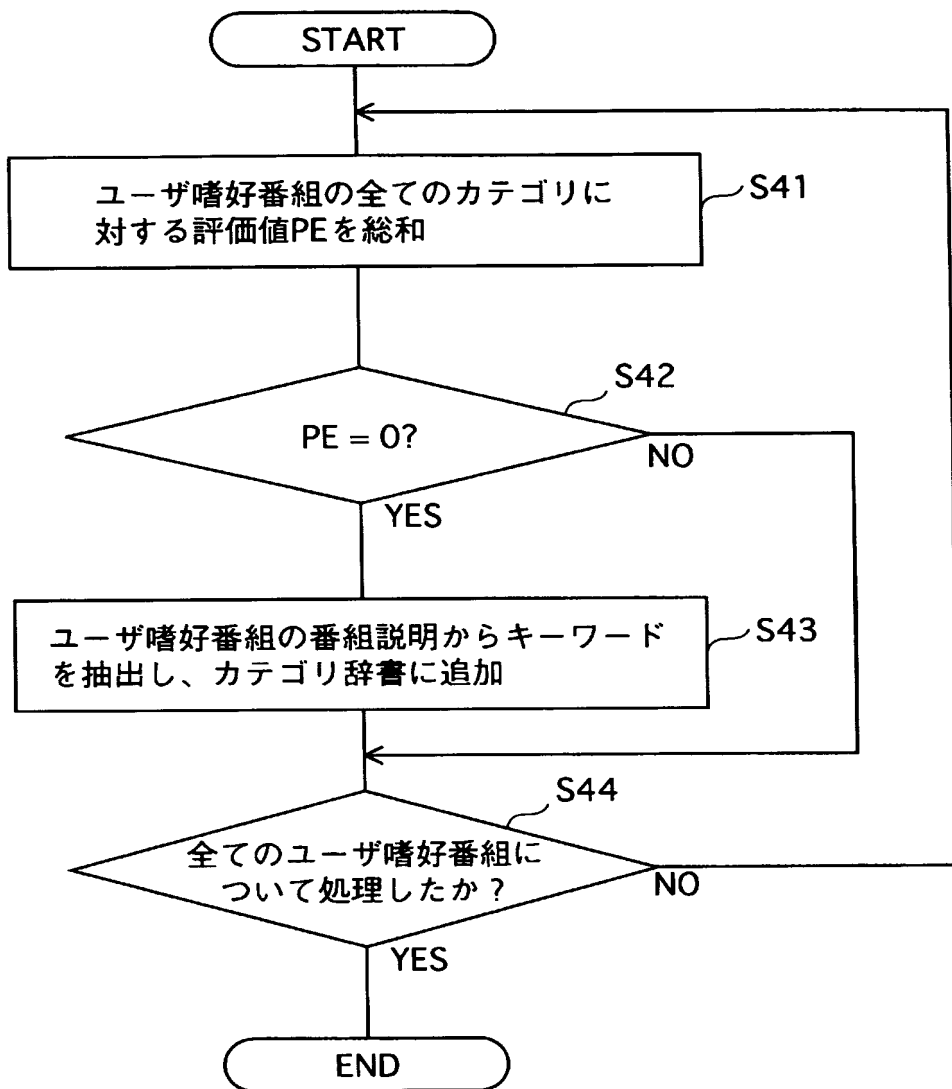 START
ユーザ嗜好番組の全てのカテゴリに
対する評価値PEを総和
S41
S42
PE = 0?
NO
YES
ユーザ嗜好番組の番組説明からキーワード
を抽出し、カテゴリ辞書に追加
S43
S44
全てのユーザ嗜好番組に
ついて処理したか？
NO
YES
END